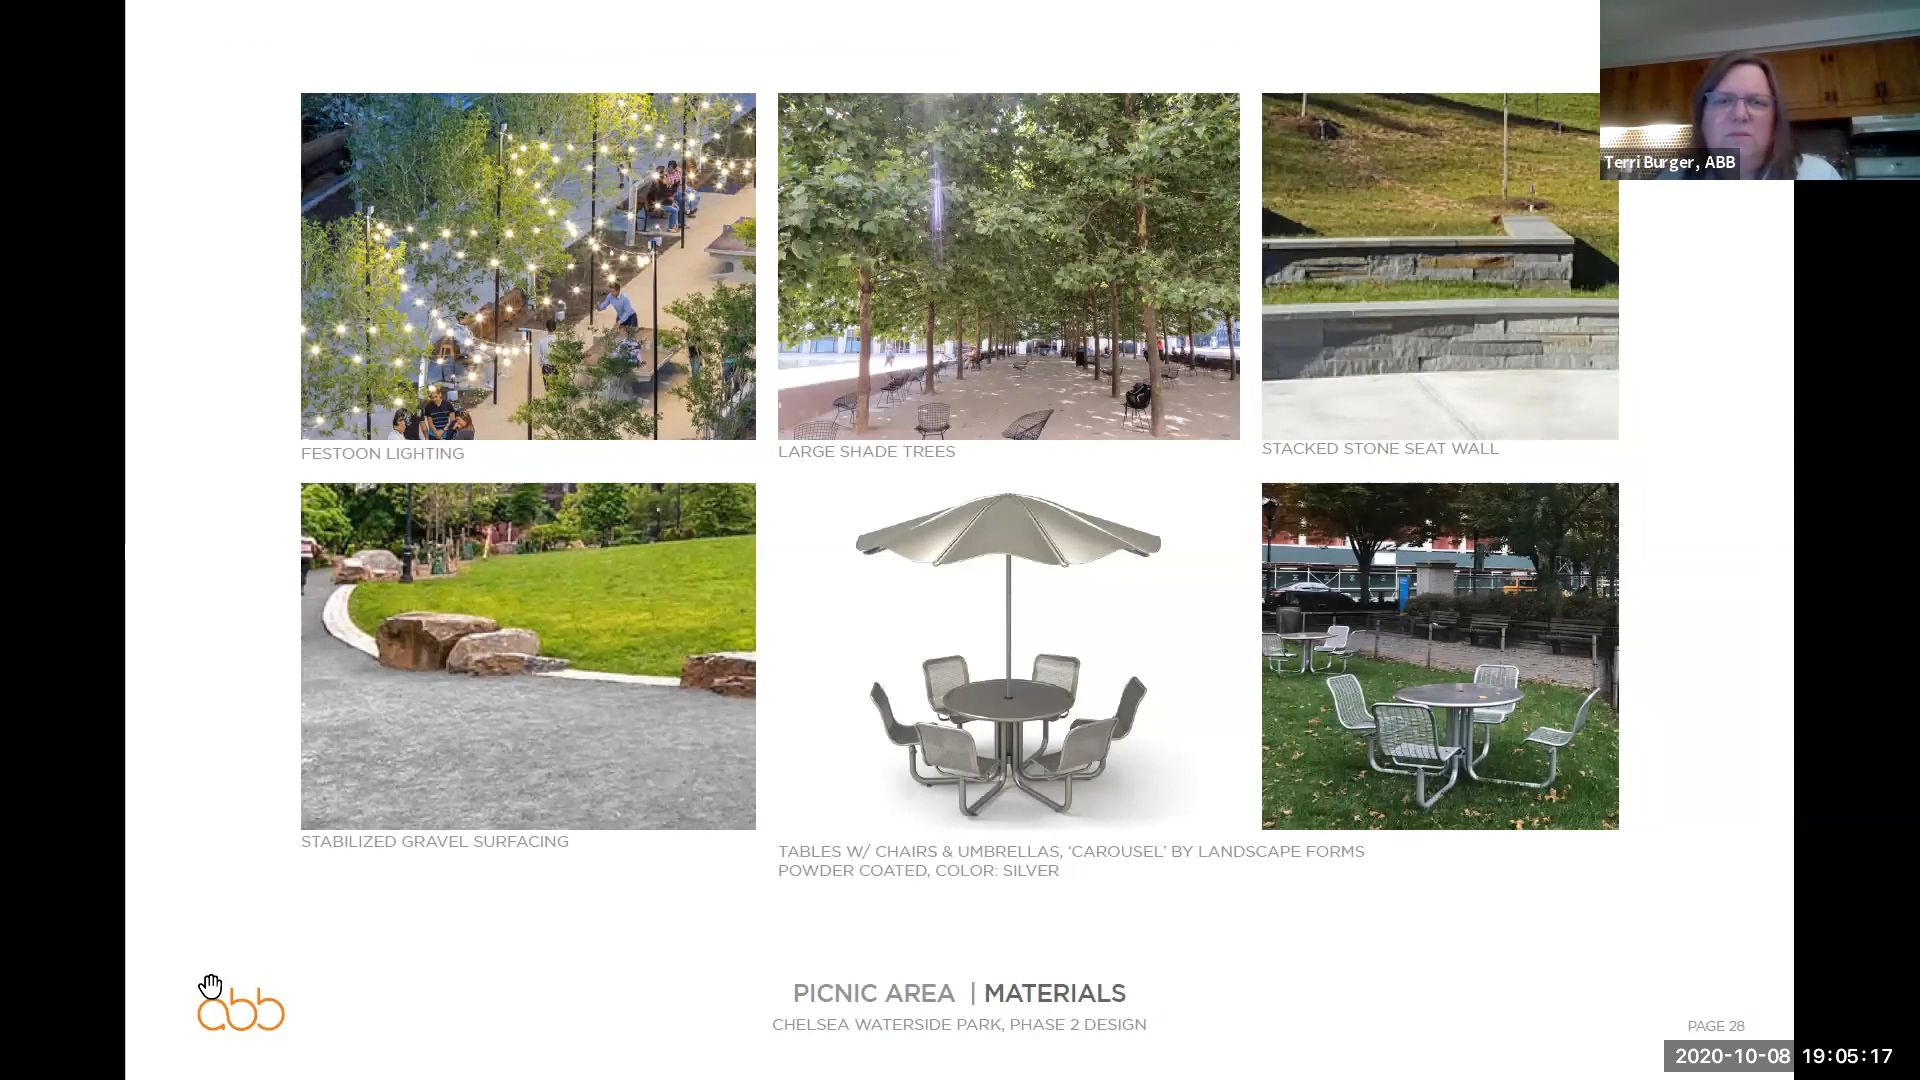 Terri Burger, ABB
FESTOON LIGHTING
LARGE SHADE TREES
STACKED STONE SEAT WALL
STABILIZED GRAVEL SURFACING
TABLES W/ CHAIRS & UMBRELLAS, ‘CAROUSEL’ BY LANDSCAPE FORMS
POWDER COATED, COLOR: SILVER
abb
PICNIC AREA | MATERIALS
CHELSEA WATERSIDE PARK, PHASE 2 DESIGN
PAGE 28
2020-10-08 19:05:17